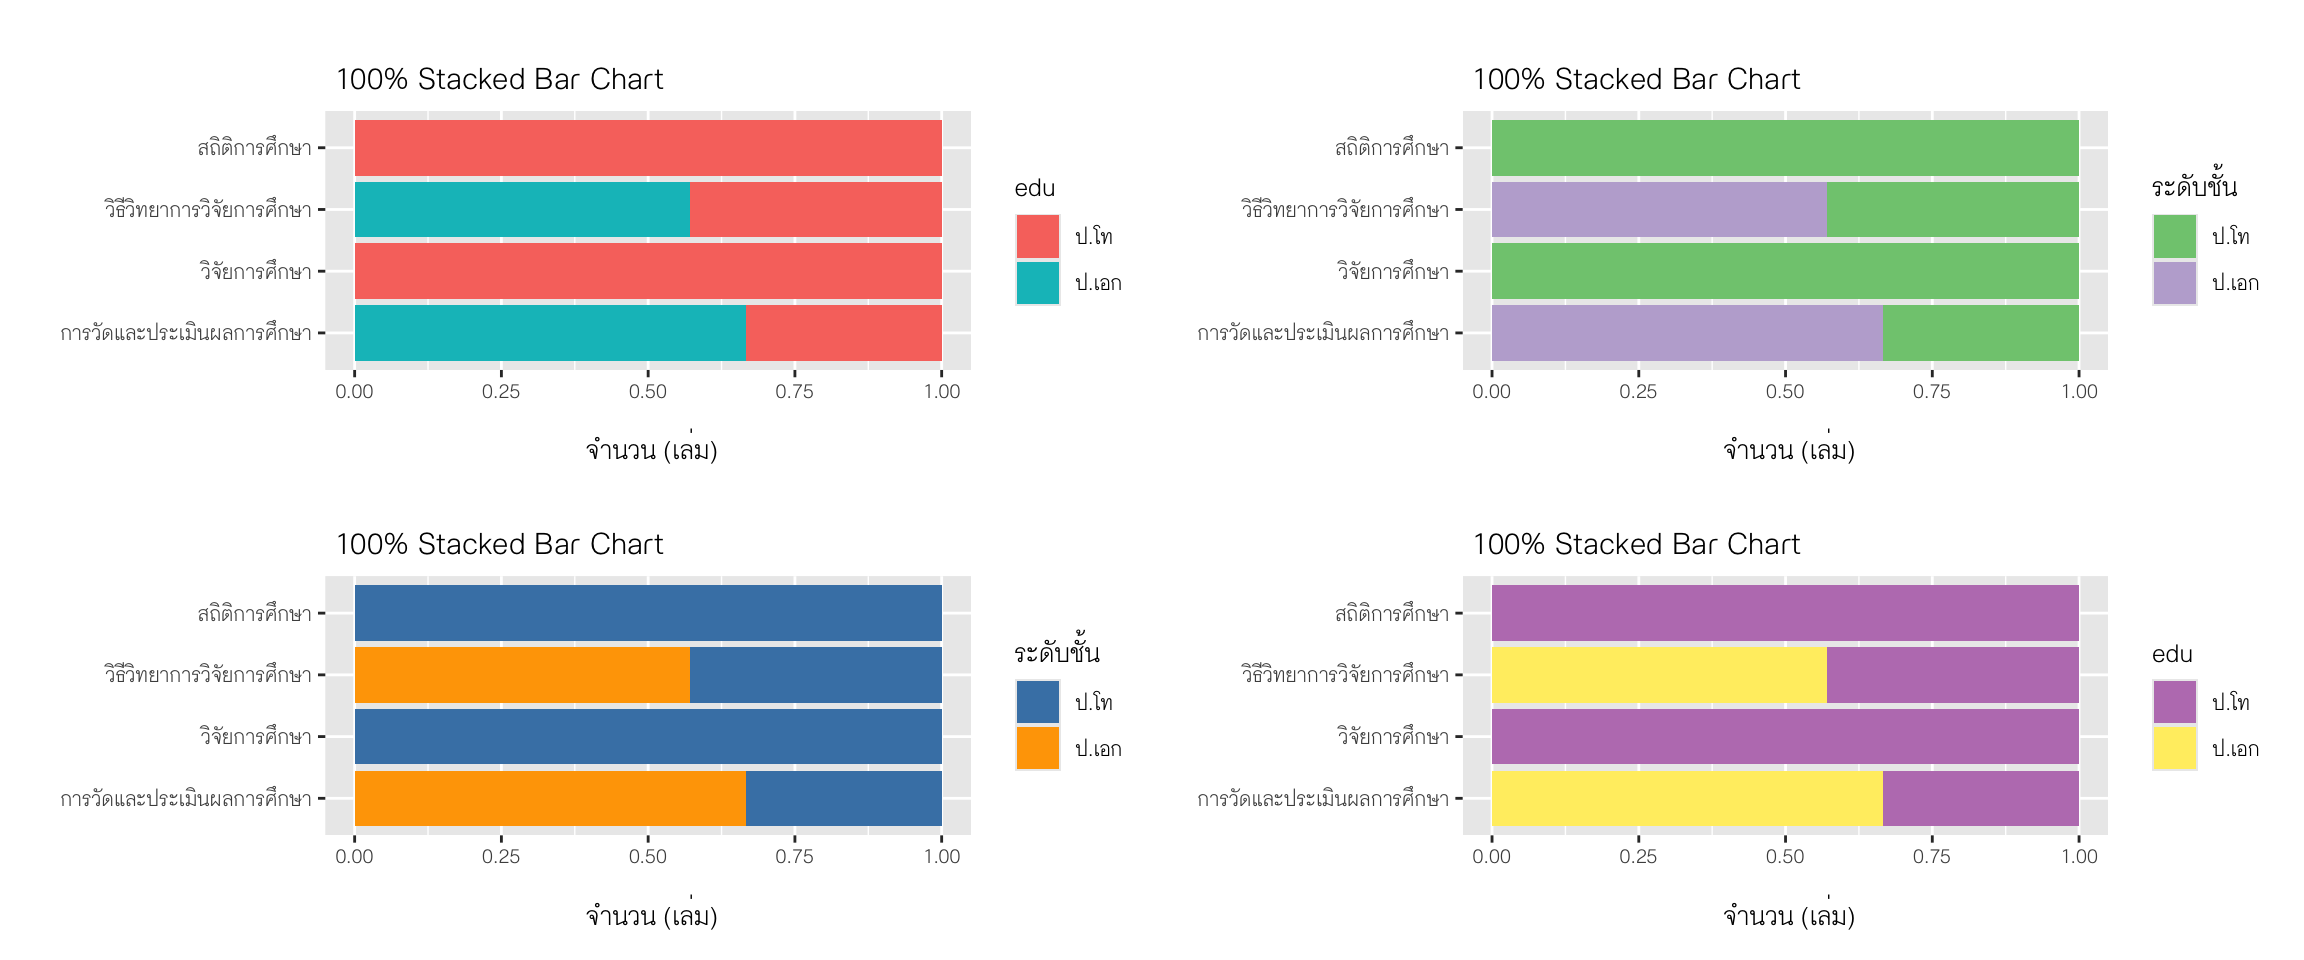 100% Stacked Bar Chart
สถิติการศึกษา
วิธีวิทยาการวิจัยการศึกษา
วิจัยการศึกษา
การวัดและประเมินผลการศึกษา
0.00 0.25 0.50 0.75 1.00
จำนวน (เล่ม)
edu
ป.โท
ป.เอก
100% Stacked Bar Chart
สถิติการศึกษา
วิธีวิทยาการวิจัยการศึกษา
วิจัยการศึกษา
การวัดและประเมินผลการศึกษา
0.00 0.25 0.50 0.75 1.00
จำนวน (เล่ม)
ระดับชั้น
ป.โท
ป.เอก
100% Stacked Bar Chart
สถิติการศึกษา
วิธีวิทยาการวิจัยการศึกษา
วิจัยการศึกษา
การวัดและประเมินผลการศึกษา
0.00 0.25 0.50 0.75 1.00
จำนวน (เล่ม)
ระดับชั้น
ป.โท
ป.เอก
100% Stacked Bar Chart
สถิติการศึกษา
วิธีวิทยาการวิจัยการศึกษา
วิจัยการศึกษา
การวัดและประเมินผลการศึกษา
0.00 0.25 0.50 0.75 1.00
จำนวน (เล่ม)
edu
ป.โท
ป.เอก